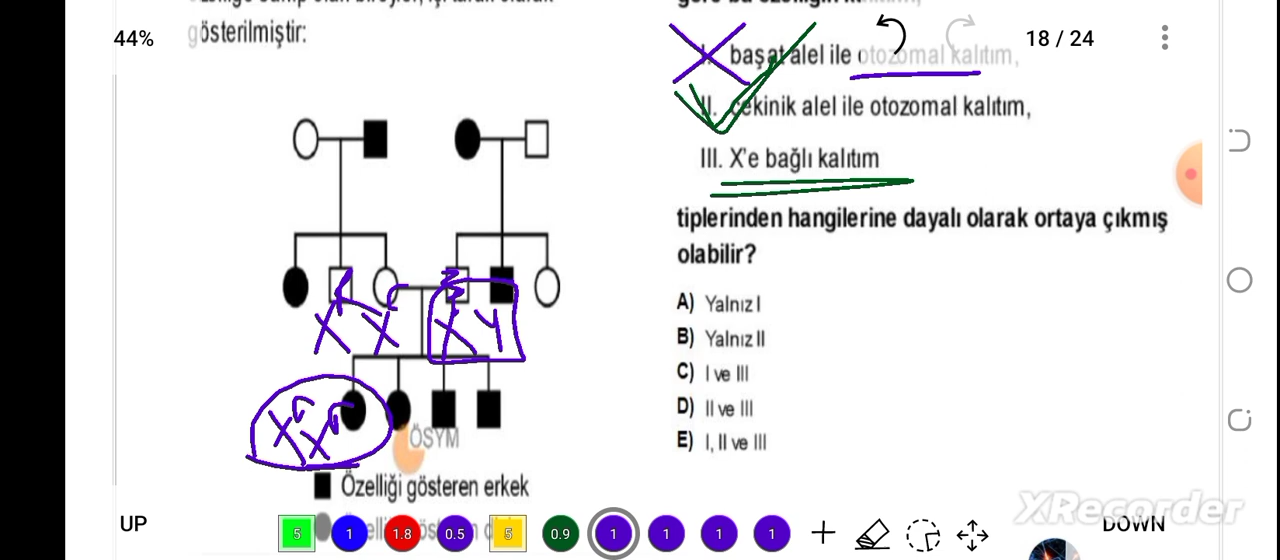 44%
gösterilmiştir:
18 / 24
I. başat alel ile otozomal kalıtım,
II. çekinik alel ile otozomal kalıtım,
III. X'e bağlı kalıtım
tiplerinden hangilerine dayalı olarak ortaya çıkmış
olabilir?
A) Yalnız I
B) Yalnız II
C) I ve III
D) II ve III
E) I, II ve III
ÖSYM
Özelliği gösteren erkek
UP
5 1 1.8 0.5 5 0.9 1 1 1 1
XRecorder
DOWN